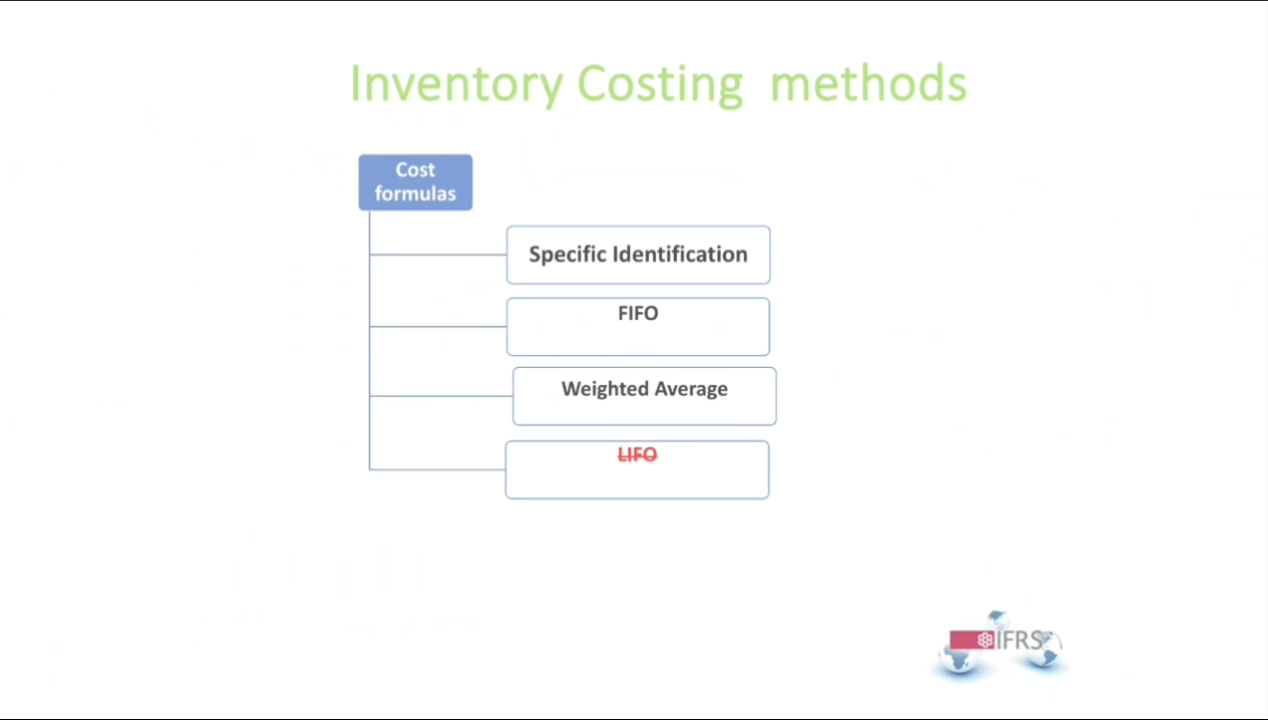 Inventory Costing methods
Cost
formulas
Specific Identification
FIFO
Weighted Average
LIFO
IFRS